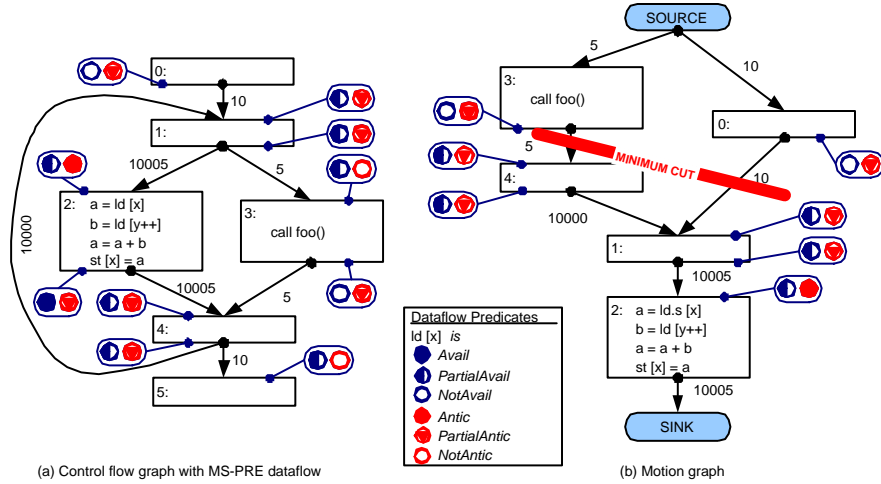 0:
10
1:
10005
5
10000
2: a = ld [x]
b = ld [y++]
a = a + b
st [x] = a
3:
call foo()
10005
5
4:
10
5:
(a) Control flow graph with MS-PRE dataflow
Dataflow Predicates
ld [x] is
Avail
PartialAvail
NotAvail
Antic
PartialAntic
NotAntic
SOURCE
5
10
3:
call foo()
0:
5
MINIMUM CUT
10
4:
10000
1:
10005
2: a = ld.s [x]
b = ld [y++]
a = a + b
st [x] = a
10005
SINK
(b) Motion graph